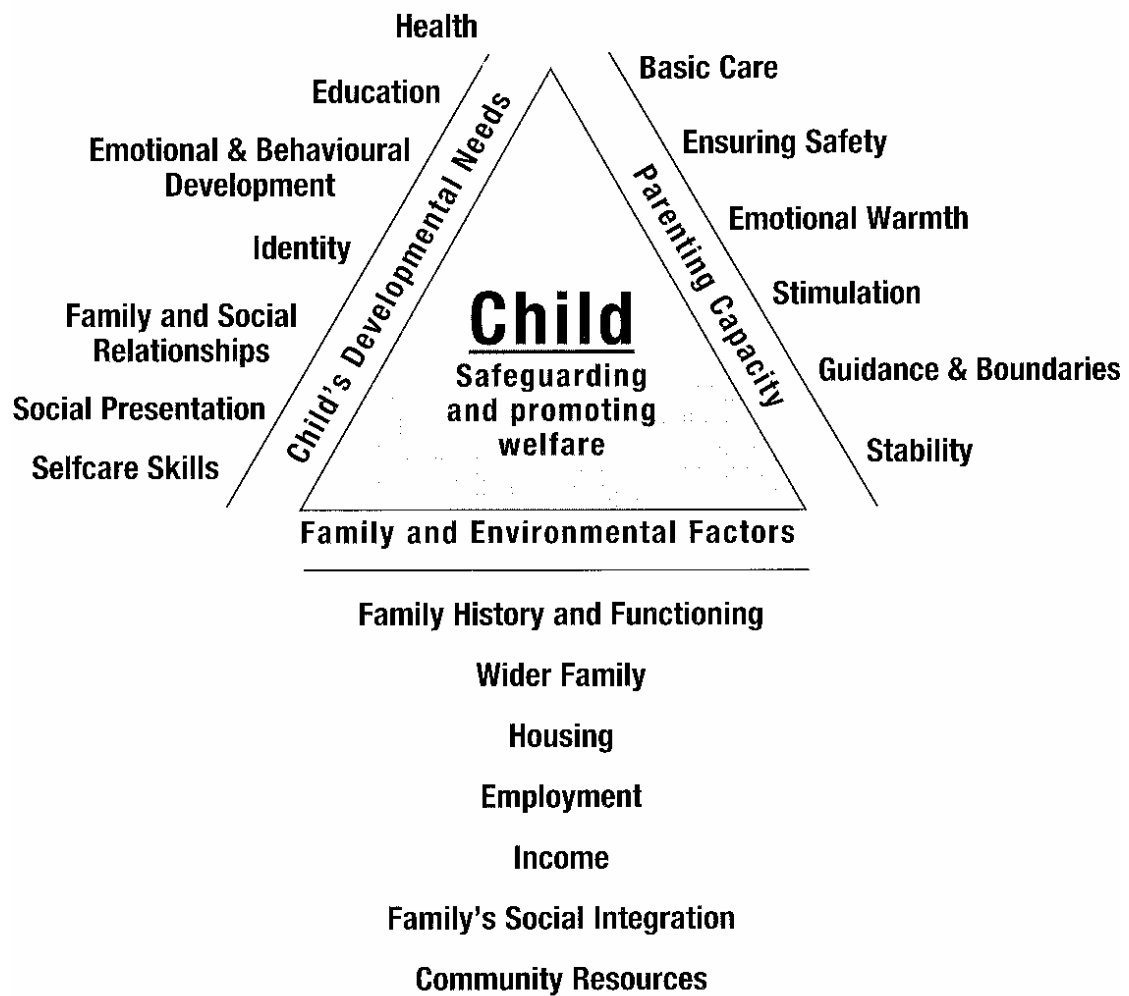 Health
Education
Emotional & Behavioural
Development
Identity
Family and Social
Relationships
Social Presentation
Selfcare Skills
Child's Developmental Needs
Child
Safeguarding
and promoting
welfare
Parenting Capacity
Basic Care
Ensuring Safety
Emotional Warmth
Stimulation
Guidance & Boundaries
Stability
Family and Environmental Factors
Family History and Functioning
Wider Family
Housing
Employment
Income
Family's Social Integration
Community Resources